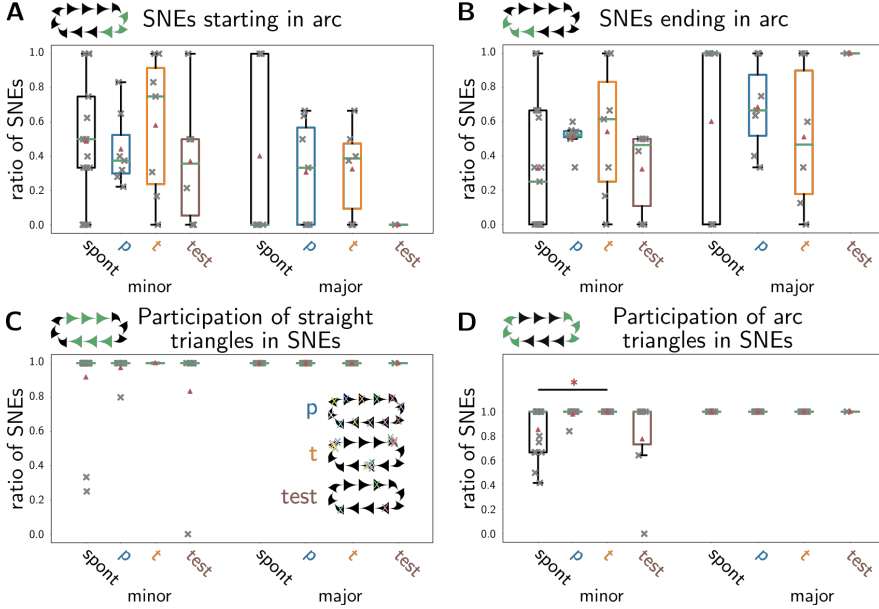 A
SNEs starting in arc
ratio of SNEs
1.0
0.8
0.6
0.4
0.2
0.0
spont
p
t
test
spont
p
t
test
minor
major
B
SNEs ending in arc
ratio of SNEs
1.0
0.8
0.6
0.4
0.2
0.0
spont
p
t
test
spont
p
t
test
minor
major
C
Participation of straight
triangles in SNEs
ratio of SNEs
1.0
0.8
0.6
0.4
0.2
0.0
p
t
test
spont
p
t
test
spont
p
t
test
minor
major
D
Participation of arc
triangles in SNEs
ratio of SNEs
*
1.0
0.8
0.6
0.4
0.2
0.0
spont
p
t
test
spont
p
t
test
minor
major